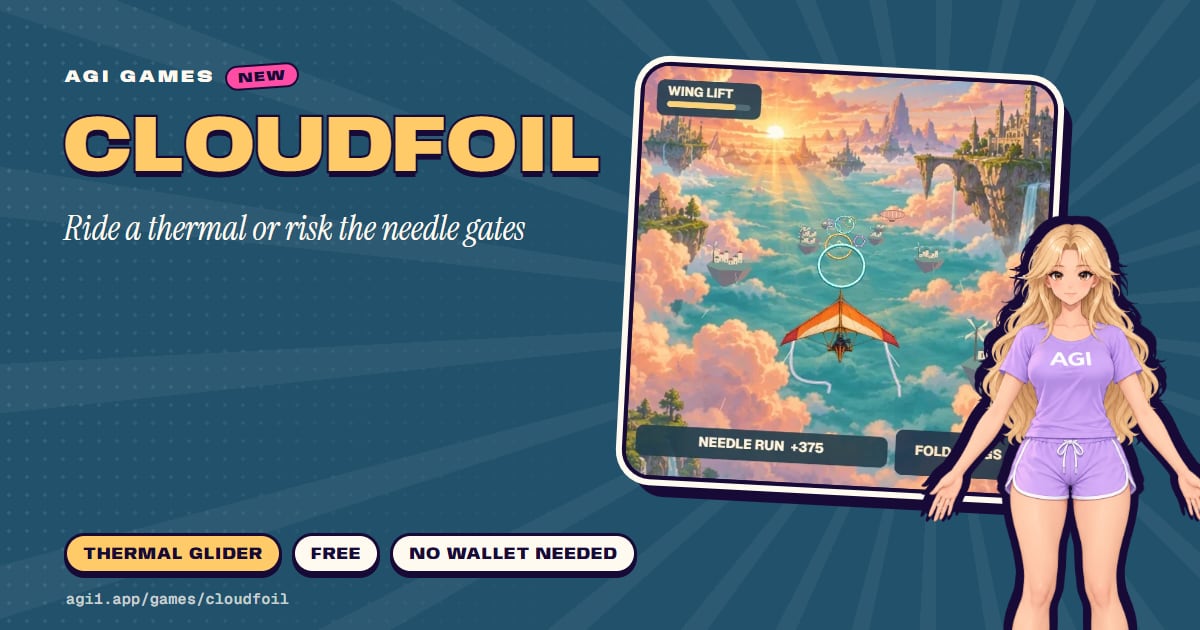 AGI GAMES NEW
CLOUDFOIL
Ride a thermal or risk the needle gates
WING LIFT
NEEDLE RUN +375
FOLD
AGI
THERMAL GLIDER
FREE
NO WALLET NEEDED
agi1.app/games/cloudfoil